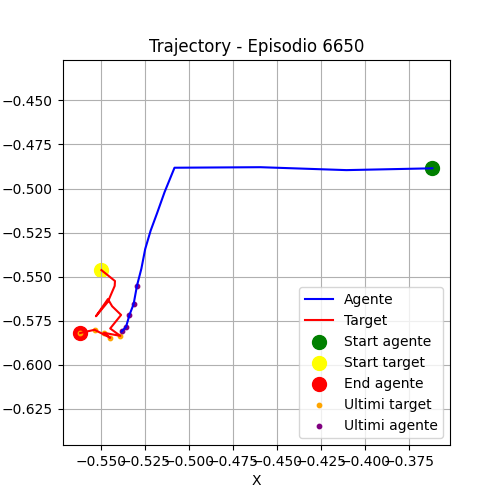 Trajectory - Episodio 6650
−0.450
−0.475
−0.500
−0.525
−0.550
−0.575
−0.600
−0.625
Agente
Target
Start agente
Start target
End agente
Ultimi target
Ultimi agente
−0.550−0.525−0.500−0.475−0.450−0.425−0.400−0.375
X